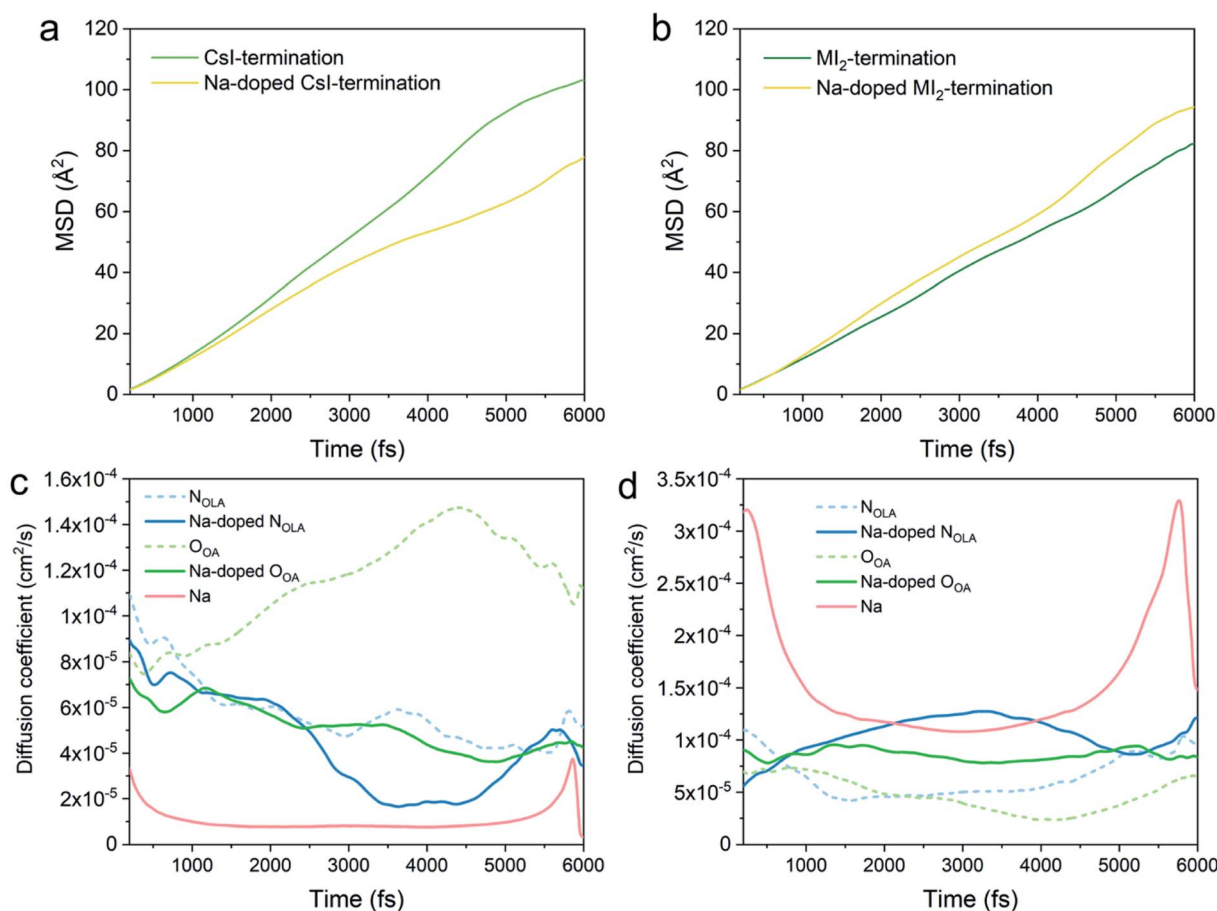 a
120
100
80
60
40
20
0
MSD (Å²)
CsI-termination
Na-doped CsI-termination
1000 2000 3000 4000 5000 6000
Time (fs)
b
120
100
80
60
40
20
0
MSD (Å²)
MI₂-termination
Na-doped MI₂-termination
1000 2000 3000 4000 5000 6000
Time (fs)
c
1.6x10⁻⁴
1.4x10⁻⁴
1.2x10⁻⁴
1x10⁻⁴
8x10⁻⁵
6x10⁻⁵
4x10⁻⁵
2x10⁻⁵
0
Diffusion coefficient (cm²/s)
N_OLA
Na-doped N_OLA
O_OA
Na-doped O_OA
Na
1000 2000 3000 4000 5000 6000
Time (fs)
d
3.5x10⁻⁴
3x10⁻⁴
2.5x10⁻⁴
2x10⁻⁴
1.5x10⁻⁴
1x10⁻⁴
5x10⁻⁵
0
Diffusion coefficient (cm²/s)
N_OLA
Na-doped N_OLA
O_OA
Na-doped O_OA
Na
1000 2000 3000 4000 5000 6000
Time (fs)